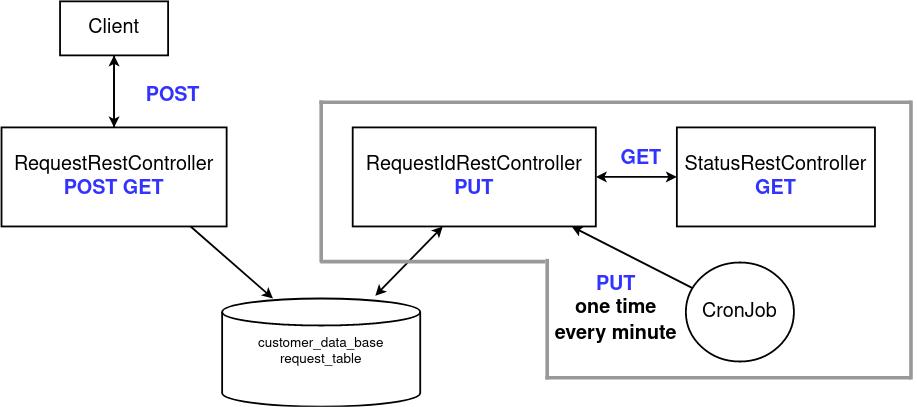 Client
POST
RequestRestController
POST GET
RequestIdRestController
PUT
GET
StatusRestController
GET
PUT
one time
every minute
CronJob
customer_data_base
request_table